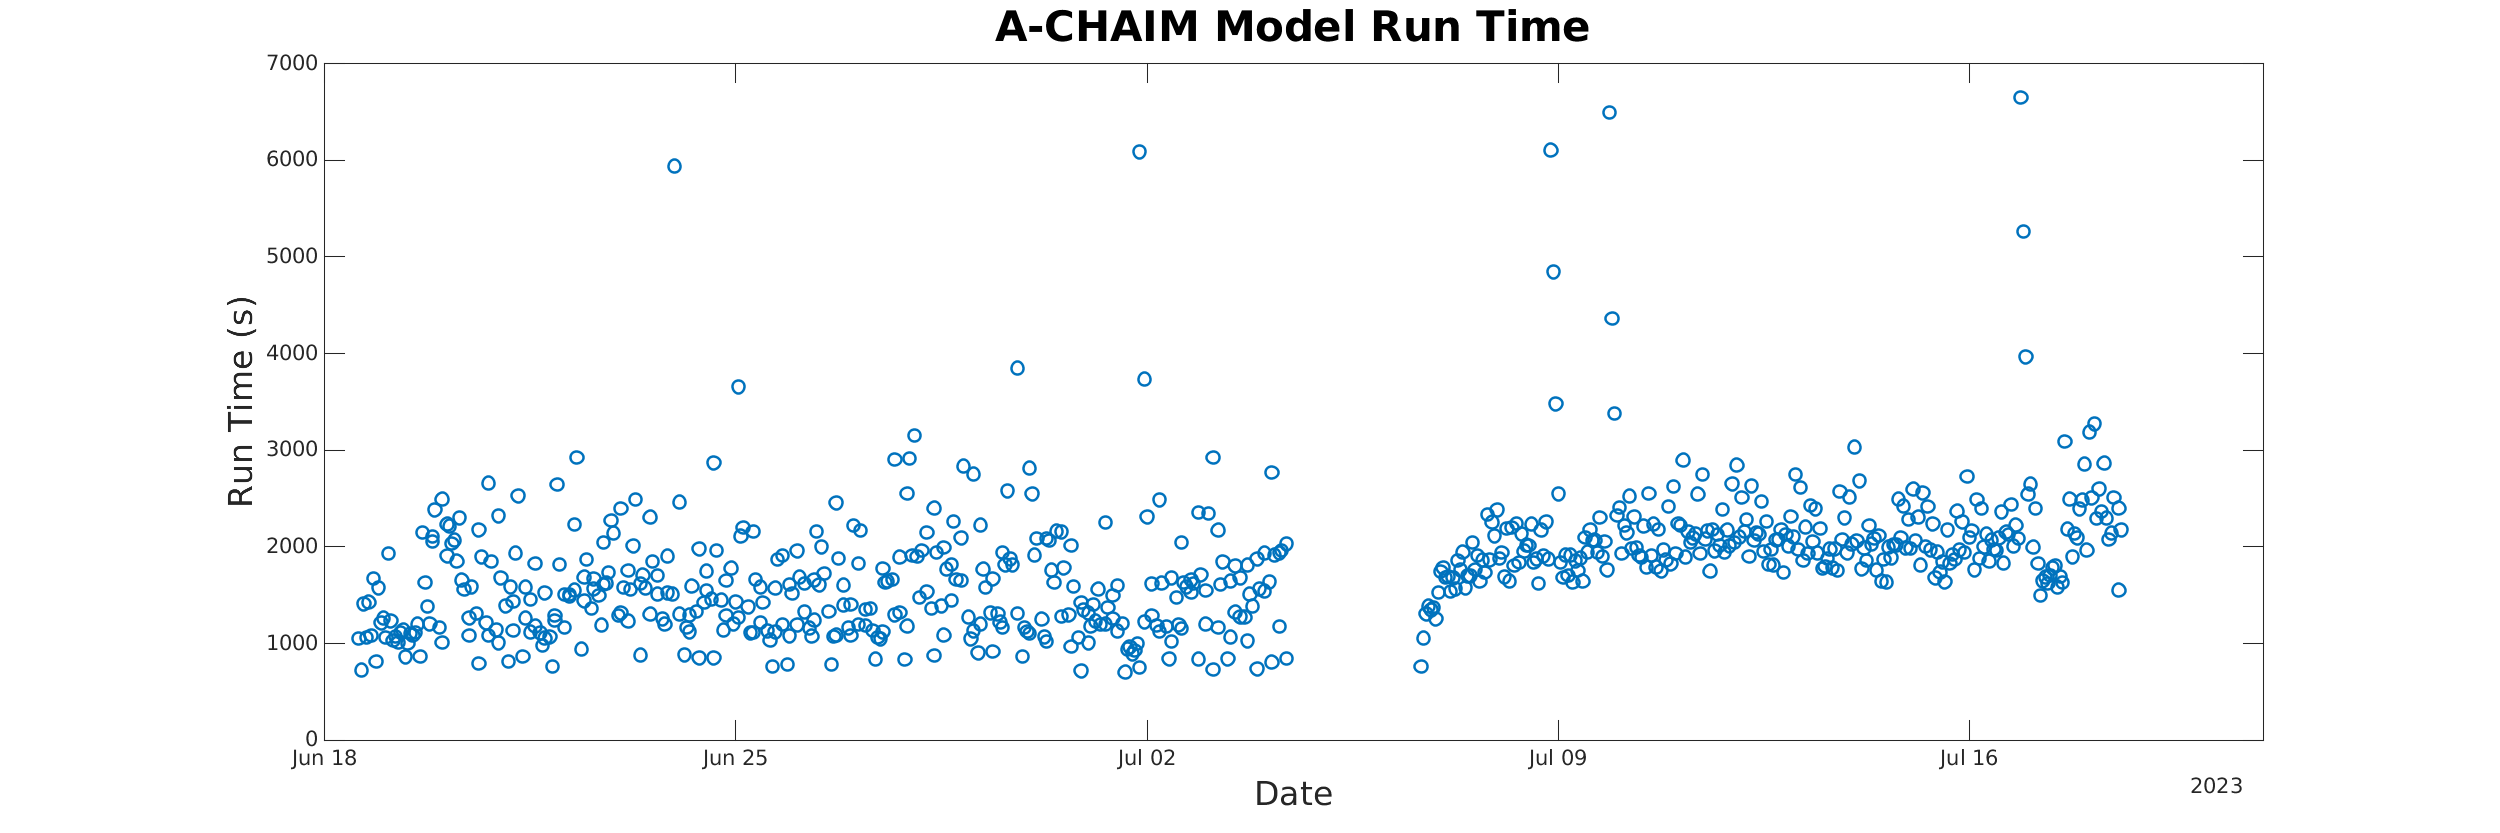 A-CHAIM Model Run Time
7000
6000
5000
4000
3000
2000
1000
0
Run Time (s)
Jun 18
Jun 25
Jul 02
Jul 09
Jul 16
2023
Date